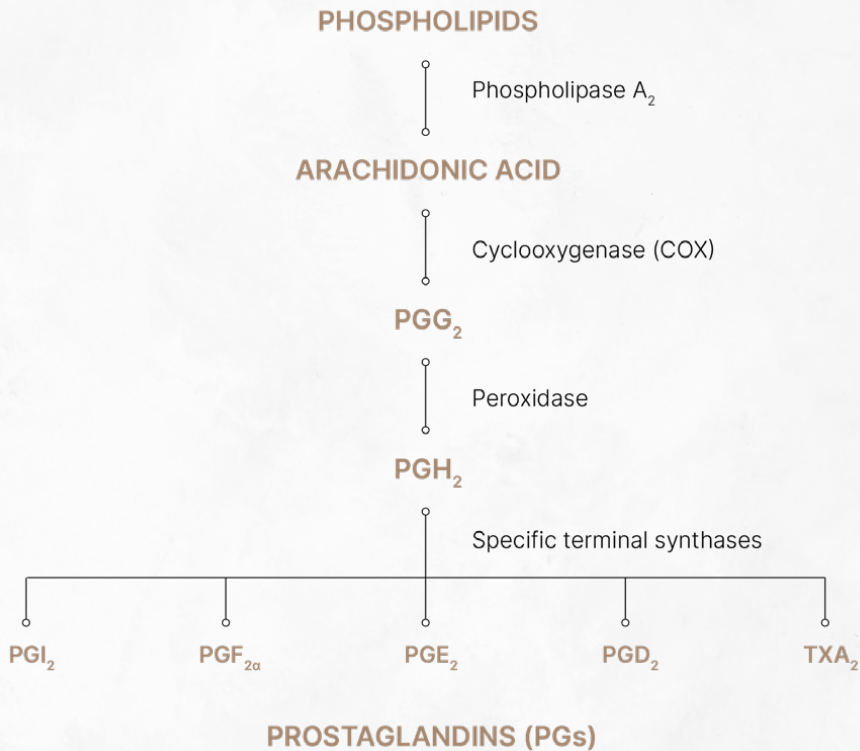 PHOSPHOLIPIDS
Phospholipase A₂
ARACHIDONIC ACID
Cyclooxygenase (COX)
PGG₂
Peroxidase
PGH₂
Specific terminal synthases
PGI₂ PGF₂α PGE₂ PGD₂ TXA₂
PROSTAGLANDINS (PGs)